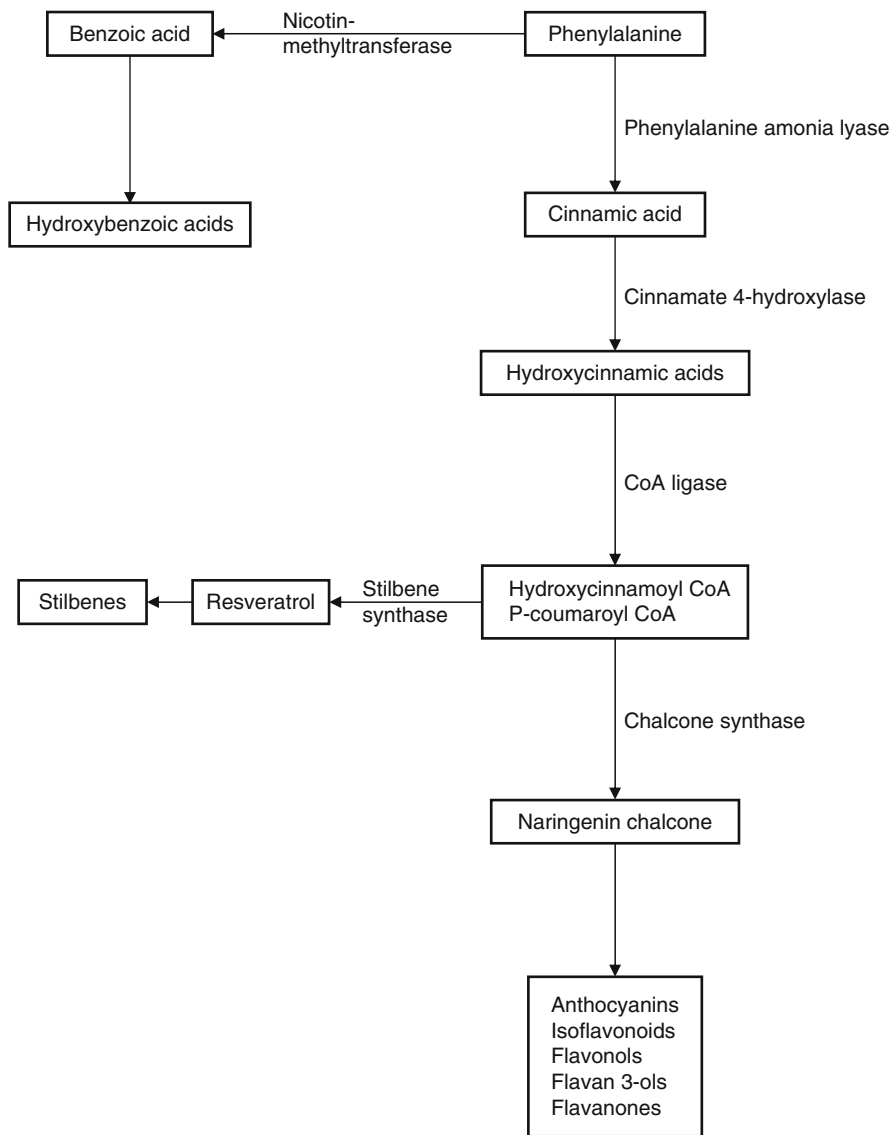 Benzoic acid
Nicotin-
methyltransferase
Phenylalanine
Phenylalanine amonia lyase
Hydroxybenzoic acids
Cinnamic acid
Cinnamate 4-hydroxylase
Hydroxycinnamic acids
CoA ligase
Stilbenes
Resveratrol
Stilbene
synthase
Hydroxycinnamoyl CoA
P-coumaroyl CoA
Chalcone synthase
Naringenin chalcone
Anthocyanins
Isoflavonoids
Flavonols
Flavan 3-ols
Flavanones